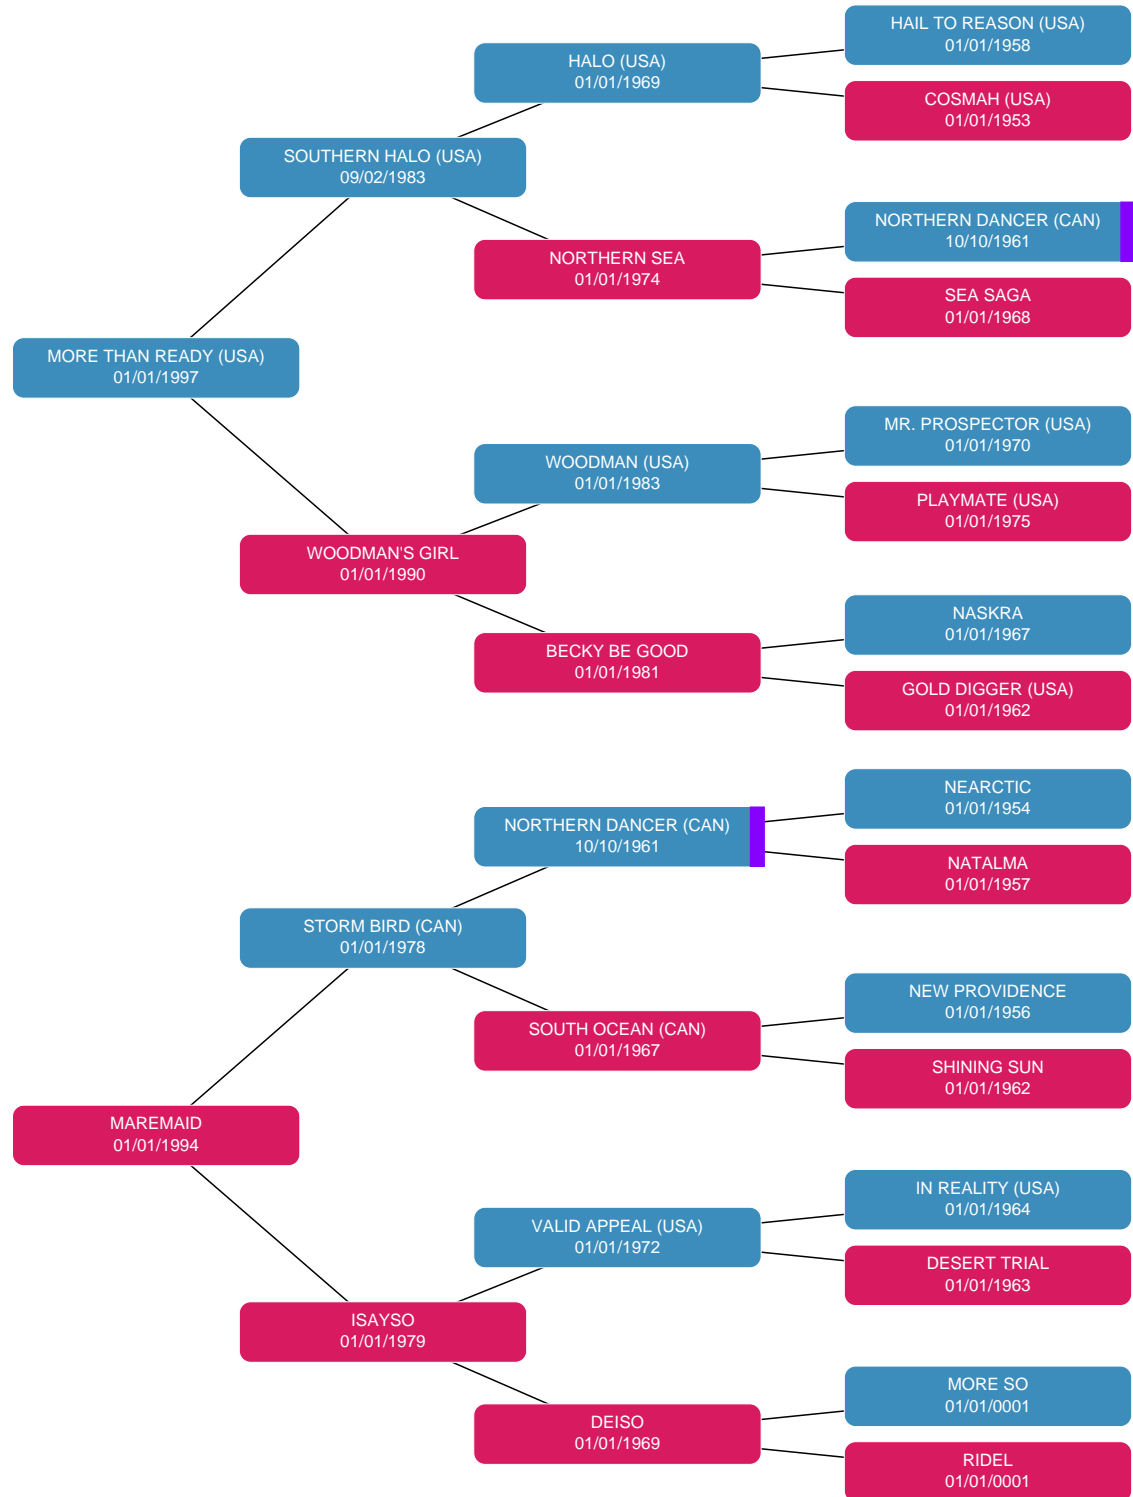 HAIL TO REASON (USA)
01/01/1958
HALO (USA)
01/01/1969
COSMAH (USA)
01/01/1953
SOUTHERN HALO (USA)
09/02/1983
NORTHERN DANCER (CAN)
10/10/1961
NORTHERN SEA
01/01/1974
SEA SAGA
01/01/1968
MORE THAN READY (USA)
01/01/1997
MR. PROSPECTOR (USA)
01/01/1970
WOODMAN (USA)
01/01/1983
PLAYMATE (USA)
01/01/1975
WOODMAN'S GIRL
01/01/1990
NASKRA
01/01/1967
BECKY BE GOOD
01/01/1981
GOLD DIGGER (USA)
01/01/1962
NEARCTIC
01/01/1954
NORTHERN DANCER (CAN)
10/10/1961
NATALMA
01/01/1957
STORM BIRD (CAN)
01/01/1978
NEW PROVIDENCE
01/01/1956
SOUTH OCEAN (CAN)
01/01/1967
SHINING SUN
01/01/1962
MAREMAID
01/01/1994
IN REALITY (USA)
01/01/1964
VALID APPEAL (USA)
01/01/1972
DESERT TRIAL
01/01/1963
ISAYSO
01/01/1979
MORE SO
01/01/0001
DEISO
01/01/1969
RIDEL
01/01/0001